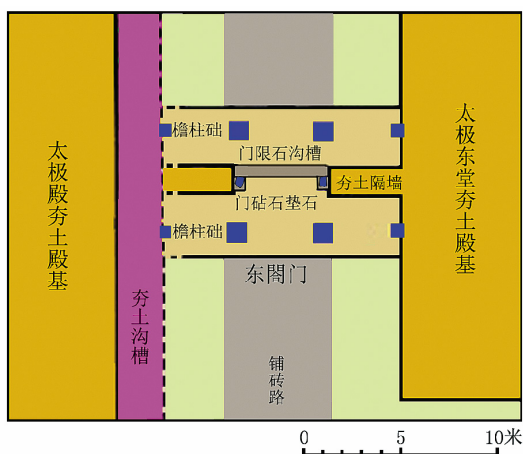 太极殿夯土殿基
夯土沟槽
檐柱础
门限石沟槽
夯土隔墙
门砧石垫石
檐柱础
东閤门
铺砖路
太极东堂夯土殿基
0 5 10米